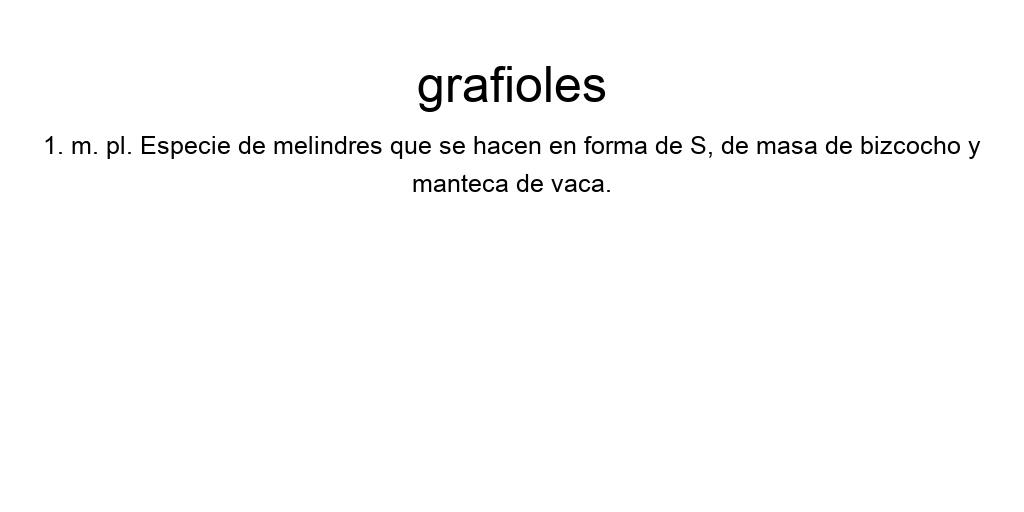 grafioles
1. m. pl. Especie de melindres que se hacen en forma de S, de masa de bizcocho y
manteca de vaca.